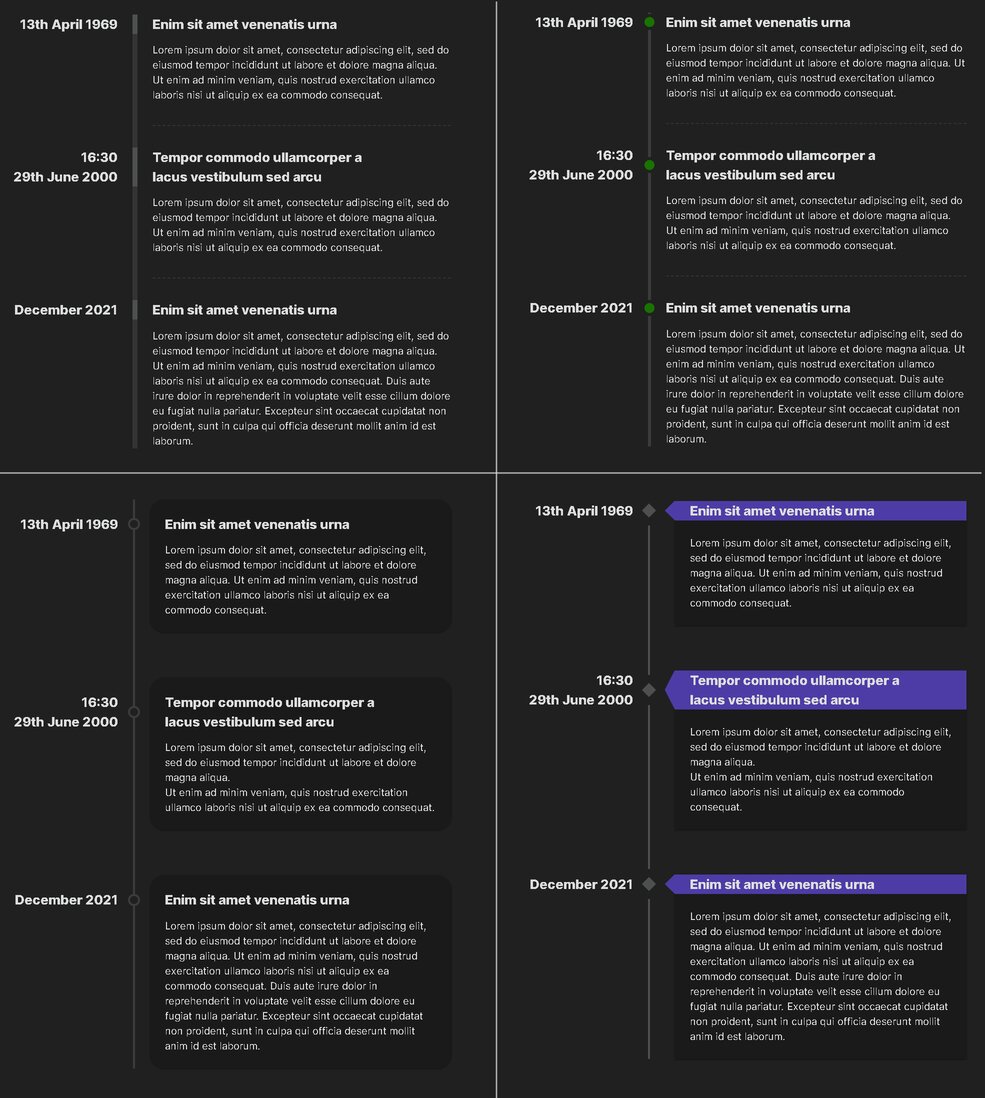 13th April 1969
Enim sit amet venenatis urna
Lorem ipsum dolor sit amet, consectetur adipiscing elit, sed do
eiusmod tempor incididunt ut labore et dolore magna aliqua.
Ut enim ad minim veniam, quis nostrud exercitation ullamco
laboris nisi ut aliquip ex ea commodo consequat.
16:30
29th June 2000
Tempor commodo ullamcorper a
lacus vestibulum sed arcu
Lorem ipsum dolor sit amet, consectetur adipiscing elit, sed do
eiusmod tempor incididunt ut labore et dolore magna aliqua.
Ut enim ad minim veniam, quis nostrud exercitation ullamco
laboris nisi ut aliquip ex ea commodo consequat.
December 2021
Enim sit amet venenatis urna
Lorem ipsum dolor sit amet, consectetur adipiscing elit, sed do
eiusmod tempor incididunt ut labore et dolore magna aliqua.
Ut enim ad minim veniam, quis nostrud exercitation ullamco
laboris nisi ut aliquip ex ea commodo consequat. Duis aute
irure dolor in reprehenderit in voluptate velit esse cillum dolore
eu fugiat nulla pariatur. Excepteur sint occaecat cupidatat non
proident, sunt in culpa qui officia deserunt mollit anim id est
laborum.
13th April 1969
Enim sit amet venenatis urna
Lorem ipsum dolor sit amet, consectetur adipiscing elit, sed do
eiusmod tempor incididunt ut labore et dolore magna aliqua. Ut
enim ad minim veniam, quis nostrud exercitation ullamco
laboris nisi ut aliquip ex ea commodo consequat.
16:30
29th June 2000
Tempor commodo ullamcorper a
lacus vestibulum sed arcu
Lorem ipsum dolor sit amet, consectetur adipiscing elit, sed do
eiusmod tempor incididunt ut labore et dolore magna aliqua.
Ut enim ad minim veniam, quis nostrud exercitation ullamco
laboris nisi ut aliquip ex ea commodo consequat.
December 2021
Enim sit amet venenatis urna
Lorem ipsum dolor sit amet, consectetur adipiscing elit, sed do
eiusmod tempor incididunt ut labore et dolore magna aliqua. Ut
enim ad minim veniam, quis nostrud exercitation ullamco
laboris nisi ut aliquip ex ea commodo consequat. Duis aute
irure dolor in reprehenderit in voluptate velit esse cillum dolore
eu fugiat nulla pariatur. Excepteur sint occaecat cupidatat non
proident, sunt in culpa qui officia deserunt mollit anim id est
laborum.
13th April 1969
Enim sit amet venenatis urna
Lorem ipsum dolor sit amet, consectetur adipiscing elit,
sed do eiusmod tempor incididunt ut labore et dolore
magna aliqua. Ut enim ad minim veniam, quis nostrud
exercitation ullamco laboris nisi ut aliquip ex ea
commodo consequat.
16:30
29th June 2000
Tempor commodo ullamcorper a
lacus vestibulum sed arcu
Lorem ipsum dolor sit amet, consectetur adipiscing elit,
sed do eiusmod tempor incididunt ut labore et dolore
magna aliqua.
Ut enim ad minim veniam, quis nostrud exercitation
ullamco laboris nisi ut aliquip ex ea commodo consequat.
December 2021
Enim sit amet venenatis urna
Lorem ipsum dolor sit amet, consectetur adipiscing elit,
sed do eiusmod tempor incididunt ut labore et dolore
magna aliqua. Ut enim ad minim veniam, quis nostrud
exercitation ullamco laboris nisi ut aliquip ex ea
commodo consequat. Duis aute irure dolor in
reprehenderit in voluptate velit esse cillum dolore eu
fugiat nulla pariatur. Excepteur sint occaecat cupidatat
non proident, sunt in culpa qui officia deserunt mollit
anim id est laborum.
13th April 1969
Enim sit amet venenatis urna
Lorem ipsum dolor sit amet, consectetur adipiscing elit,
sed do eiusmod tempor incididunt ut labore et dolore
magna aliqua. Ut enim ad minim veniam, quis nostrud
exercitation ullamco laboris nisi ut aliquip ex ea
commodo consequat.
16:30
29th June 2000
Tempor commodo ullamcorper a
lacus vestibulum sed arcu
Lorem ipsum dolor sit amet, consectetur adipiscing elit,
sed do eiusmod tempor incididunt ut labore et dolore
magna aliqua.
Ut enim ad minim veniam, quis nostrud exercitation
ullamco laboris nisi ut aliquip ex ea commodo
consequat.
December 2021
Enim sit amet venenatis urna
Lorem ipsum dolor sit amet, consectetur adipiscing elit,
sed do eiusmod tempor incididunt ut labore et dolore
magna aliqua. Ut enim ad minim veniam, quis nostrud
exercitation ullamco laboris nisi ut aliquip ex ea
commodo consequat. Duis aute irure dolor in
reprehenderit in voluptate velit esse cillum dolore eu
fugiat nulla pariatur. Excepteur sint occaecat cupidatat
non proident, sunt in culpa qui officia deserunt mollit
anim id est laborum.